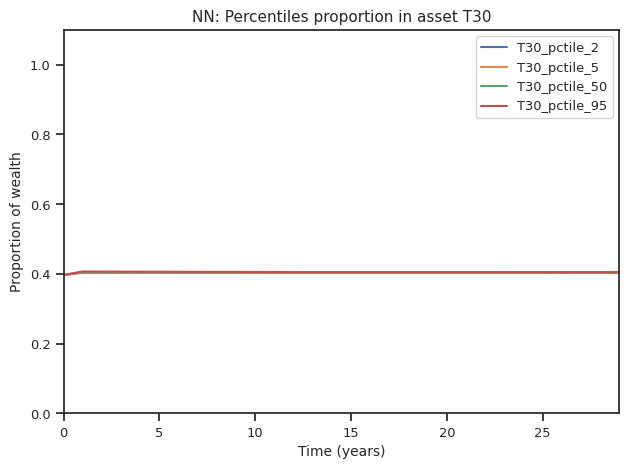 NN: Percentiles proportion in asset T30
T30_pctile_2
T30_pctile_5
T30_pctile_50
T30_pctile_95
Proportion of wealth
1.0
0.8
0.6
0.4
0.2
0.0
0 5 10 15 20 25
Time (years)